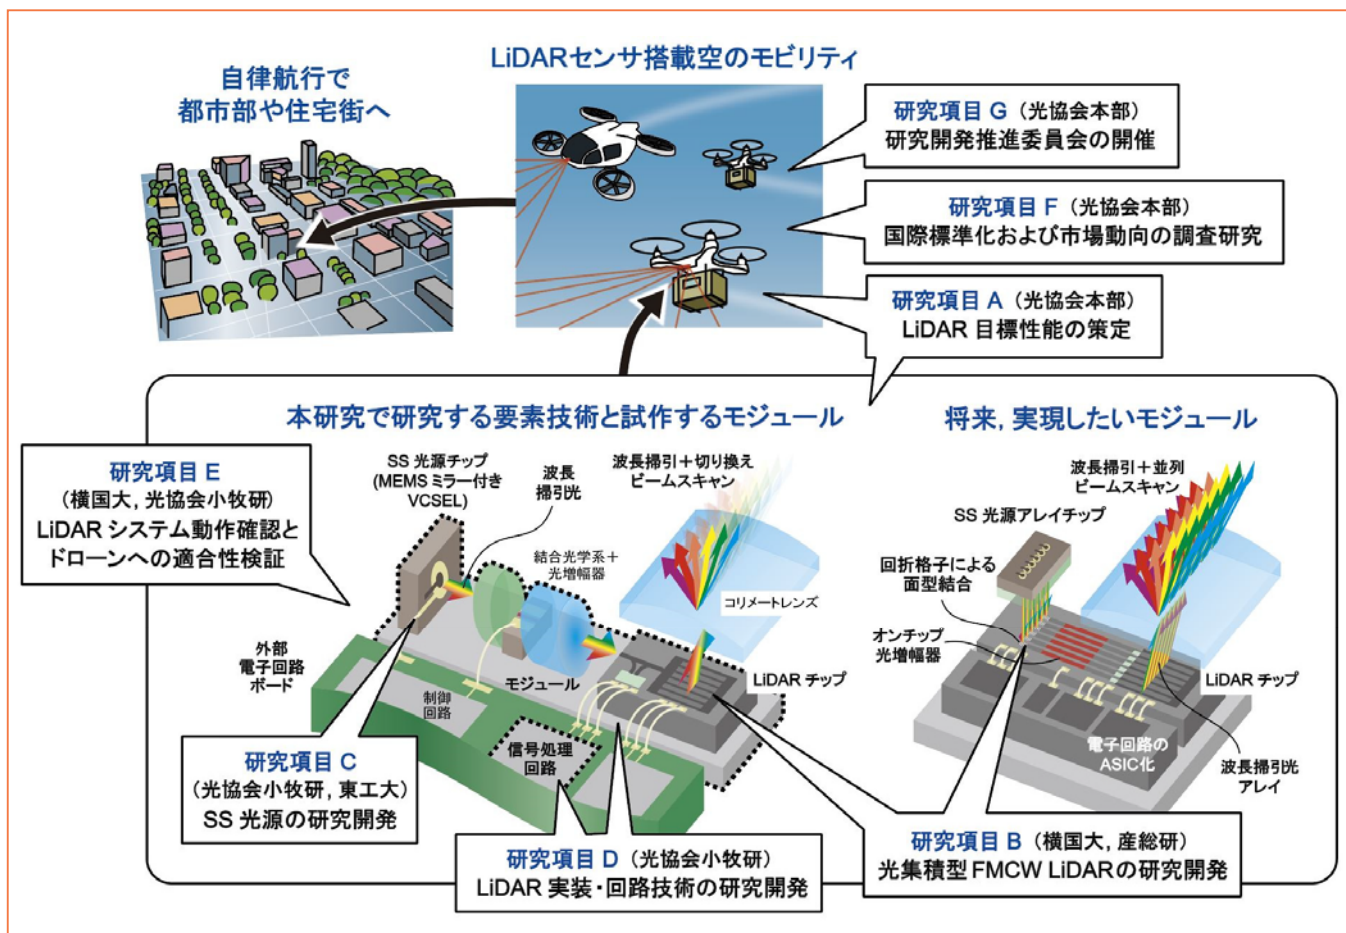 自律航行で
都市部や住宅街へ
LiDARセンサ搭載空のモビリティ
研究項目 G (光協会本部)
研究開発推進委員会の開催
研究項目 F (光協会本部)
国際標準化および市場動向の調査研究
研究項目 A (光協会本部)
LiDAR 目標性能の策定
本研究で研究する要素技術と試作するモジュール
将来, 実現したいモジュール
研究項目 E
(横国大, 光協会小牧研)
LiDAR システム動作確認と
ドローンへの適合性検証
SS 光源チップ
(MEMS ミラー付き
VCSEL)
波長
掃引光
波長掃引+切り換え
ビームスキャン
結合光学系+
光増幅器
コリメートレンズ
外部
電子回路
ボード
制御
回路
モジュール
LiDAR チップ
信号処理
回路
波長掃引+並列
ビームスキャン
SS 光源アレイチップ
回折格子による
面型結合
オンチップ
光増幅器
LiDAR チップ
電子回路の
ASIC化
波長掃引光
アレイ
研究項目 C
(光協会小牧研, 東工大)
SS 光源の研究開発
研究項目 D (光協会小牧研)
LiDAR 実装・回路技術の研究開発
研究項目 B (横国大, 産総研)
光集積型 FMCW LiDARの研究開発